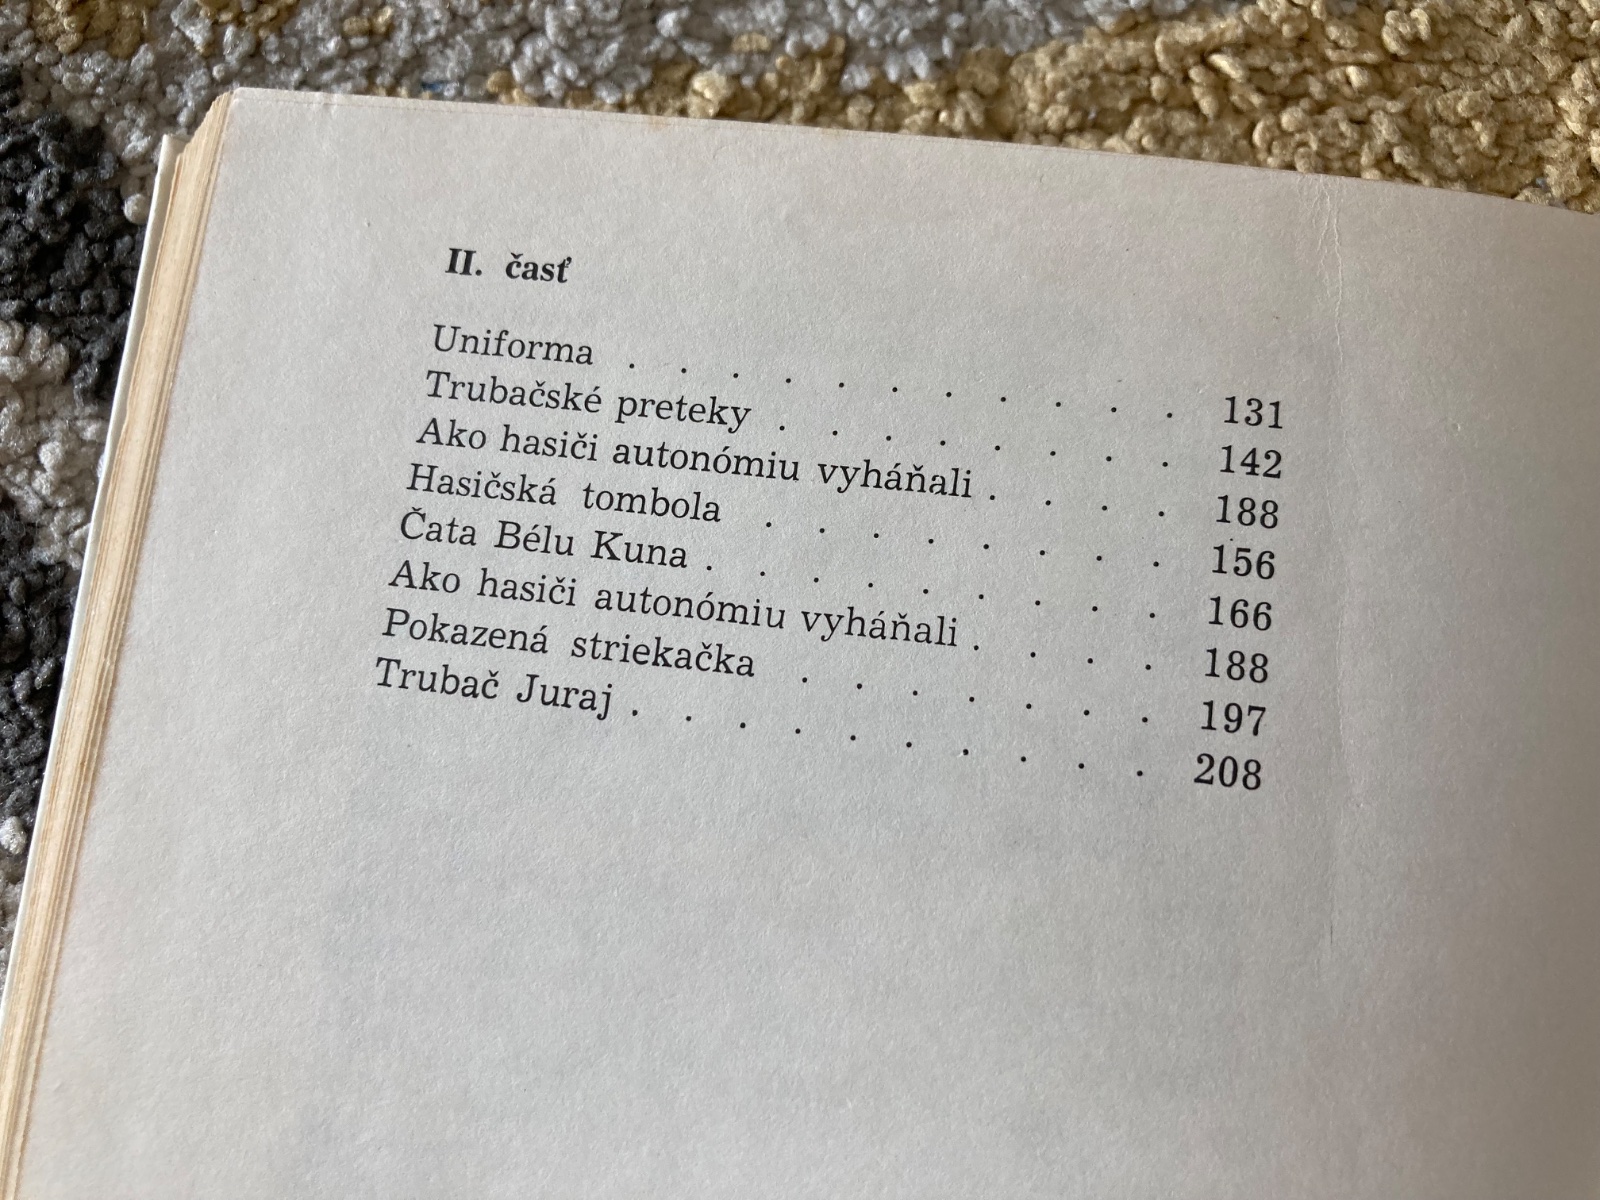 II. časť
Uniforma . . . . . . . . . . . 131
Trubačské preteky . . . . . . . . 142
Ako hasiči autonómiu vyháňali . . . . 188
Hasičská tombola . . . . . . . . 156
Čata Bélu Kuna . . . . . . . . . 166
Ako hasiči autonómiu vyháňali . . . . 188
Pokazená striekačka . . . . . . . 197
Trubač Juraj . . . . . . . . . . 208